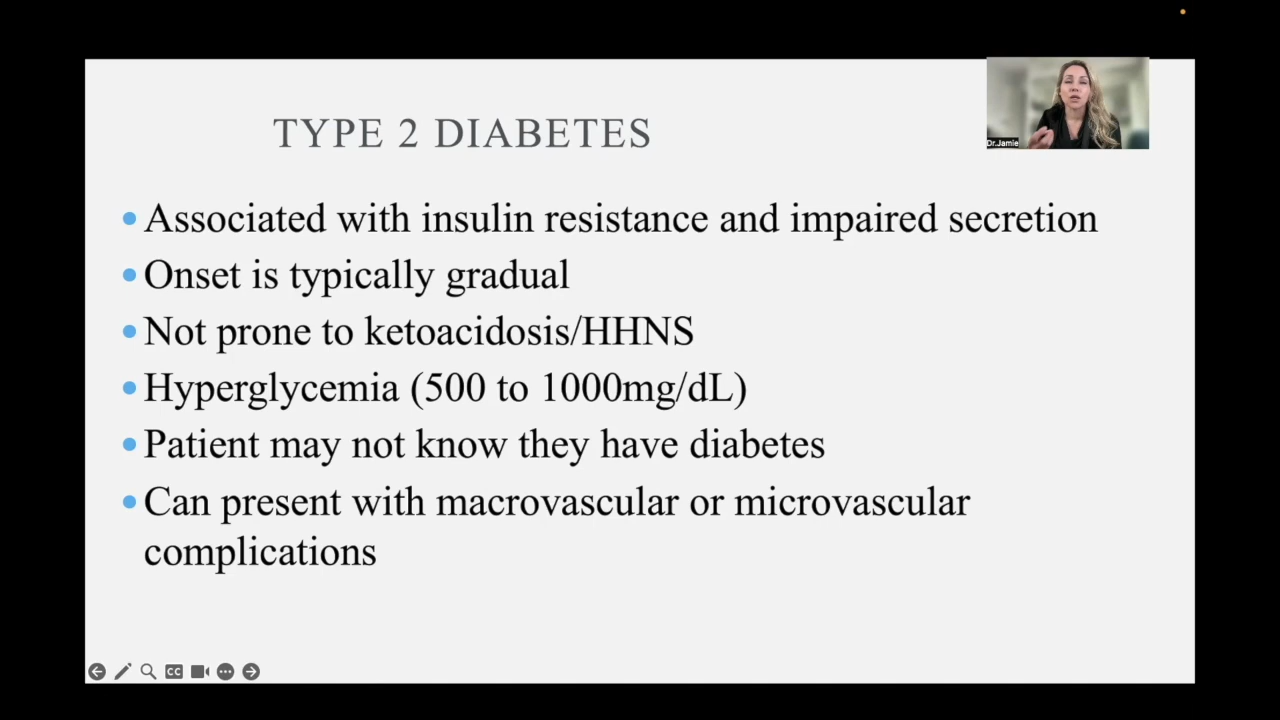 TYPE 2 DIABETES
Dr.Jamie
Associated with insulin resistance and impaired secretion
Onset is typically gradual
Not prone to ketoacidosis/HHNS
Hyperglycemia (500 to 1000mg/dL)
Patient may not know they have diabetes
Can present with macrovascular or microvascular
complications
CC